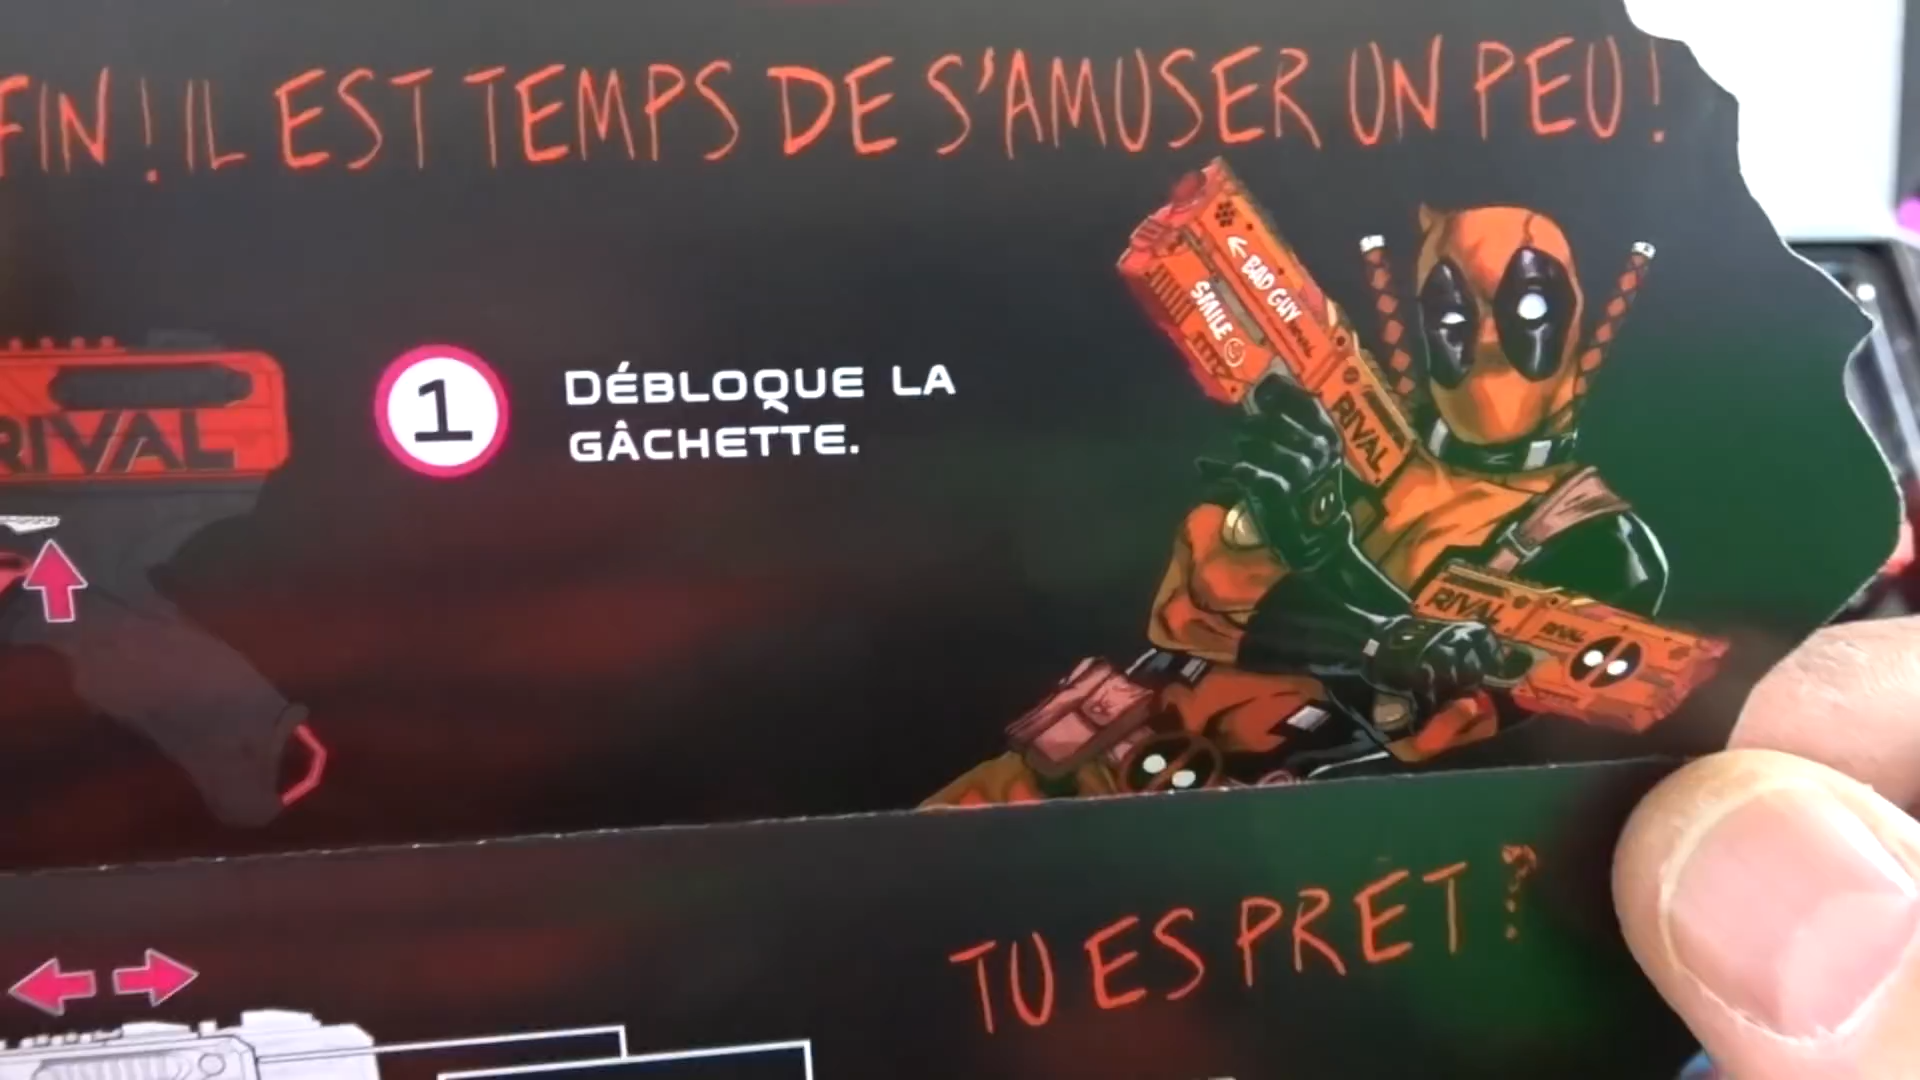 FIN! IL EST TEMPS DE S'AMUSER UN PEU!
← BAD GUY
SMILE
RIVAL
RIVAL
1
DÉBLOQUE LA
GÂCHETTE.
RIVAL
RIVAL
RIVAL
TU ES PRET?